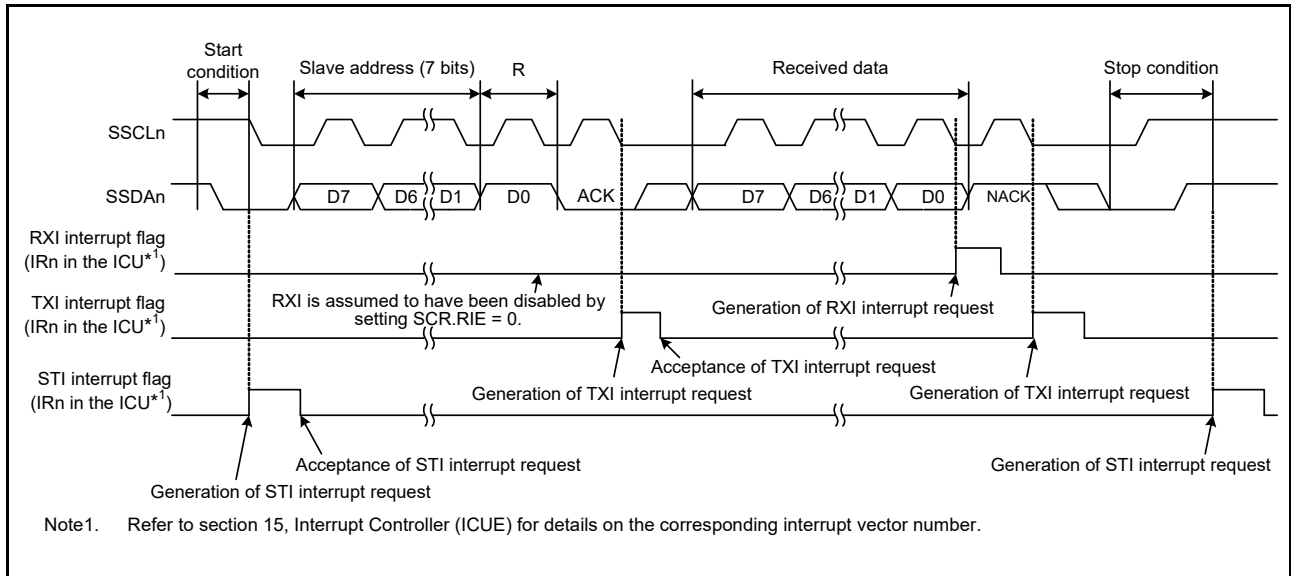 Start
condition
Slave address (7 bits)
R
Received data
Stop condition
SSCLn
SSDAn
D7
D6
D1
D0
ACK
D7
D6
D1
D0
NACK
RXI interrupt flag
(IRn in the ICU*1)
RXI is assumed to have been disabled by
setting SCR.RIE = 0.
Generation of RXI interrupt request
TXI interrupt flag
(IRn in the ICU*1)
Acceptance of TXI interrupt request
Generation of TXI interrupt request
Generation of TXI interrupt request
STI interrupt flag
(IRn in the ICU*1)
Acceptance of STI interrupt request
Generation of STI interrupt request
Generation of STI interrupt request
Note1. Refer to section 15, Interrupt Controller (ICUE) for details on the corresponding interrupt vector number.